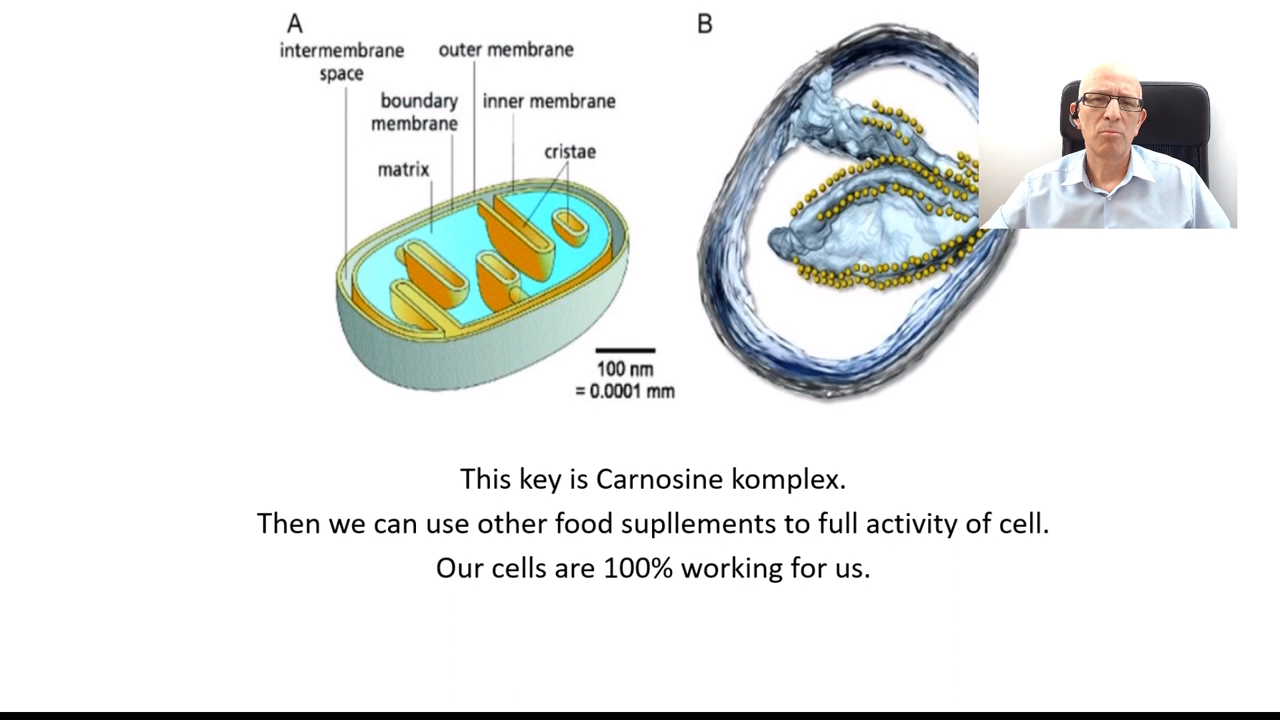 A
B
intermembrane
space
outer membrane
boundary
membrane
inner membrane
matrix
cristae
100 nm
= 0.0001 mm
This key is Carnosine komplex.
Then we can use other food supllements to full activity of cell.
Our cells are 100% working for us.